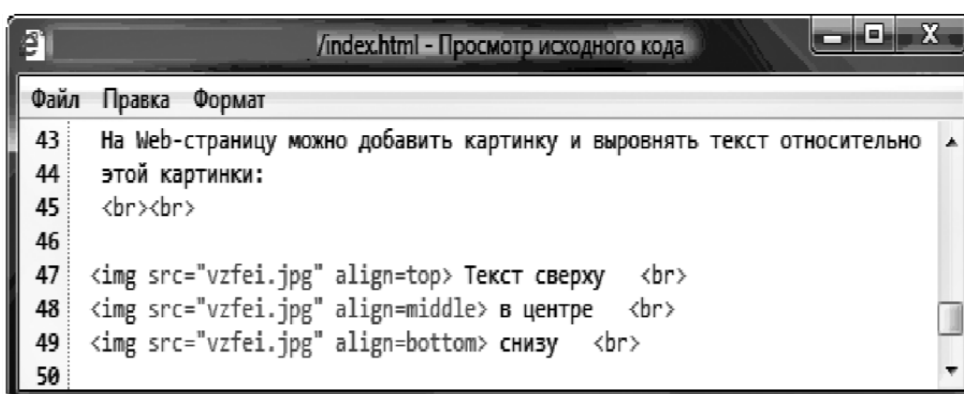 /index.html - Просмотр исходного кода
X
Файл Правка Формат
43 На Web-страницу можно добавить картинку и выровнять текст относительно
44 этой картинки:
45 <br><br>
46
47 <img src="vzfei.jpg" align=top> Текст сверху <br>
48 <img src="vzfei.jpg" align=middle> в центре <br>
49 <img src="vzfei.jpg" align=bottom> снизу <br>
50